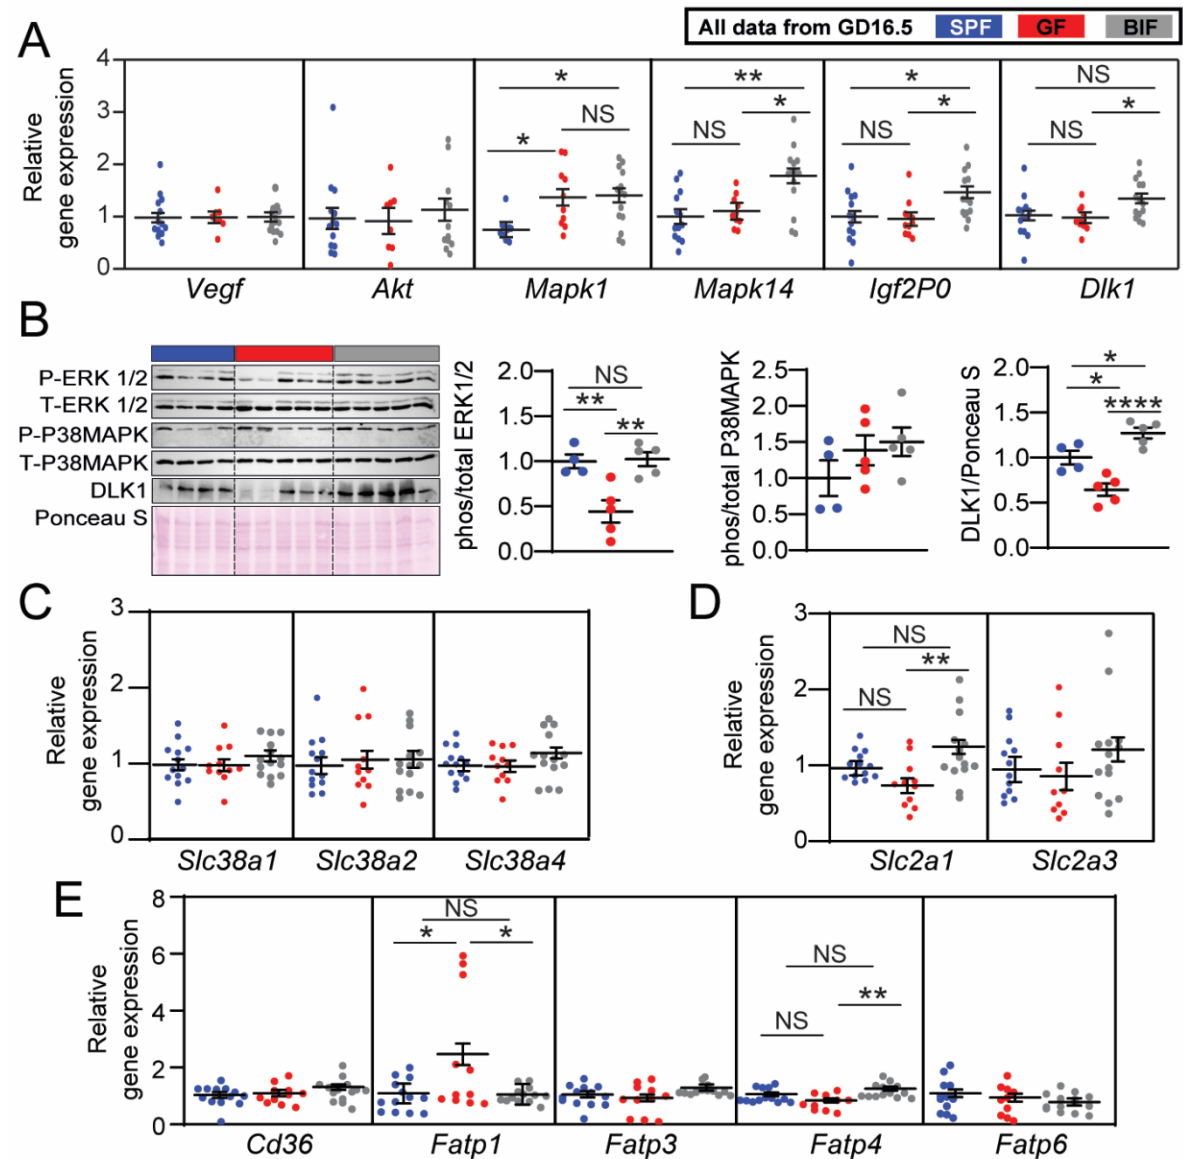 All data from GD16.5 SPF GF BIF
A
Relative
gene expression
4
3
2
1
0
* ** * NS
NS * * *
* NS NS NS
Vegf Akt Mapk1 Mapk14 Igf2P0 Dlk1
B
P-ERK 1/2
T-ERK 1/2
P-P38MAPK
T-P38MAPK
DLK1
Ponceau S
phos/total ERK1/2
2.0
1.5
1.0
0.5
0.0
NS
**
**
phos/total P38MAPK
2.5
2.0
1.5
1.0
0.5
0.0
DLK1/Ponceau S
2.0
1.5
1.0
0.5
0.0
*
*
****
C
Relative
gene expression
3
2
1
0
Slc38a1 Slc38a2 Slc38a4
D
Relative
gene expression
3
2
1
0
NS
**
NS
Slc2a1 Slc2a3
E
Relative
gene expression
8
6
4
2
0
NS
* *
NS
**
NS
Cd36 Fatp1 Fatp3 Fatp4 Fatp6